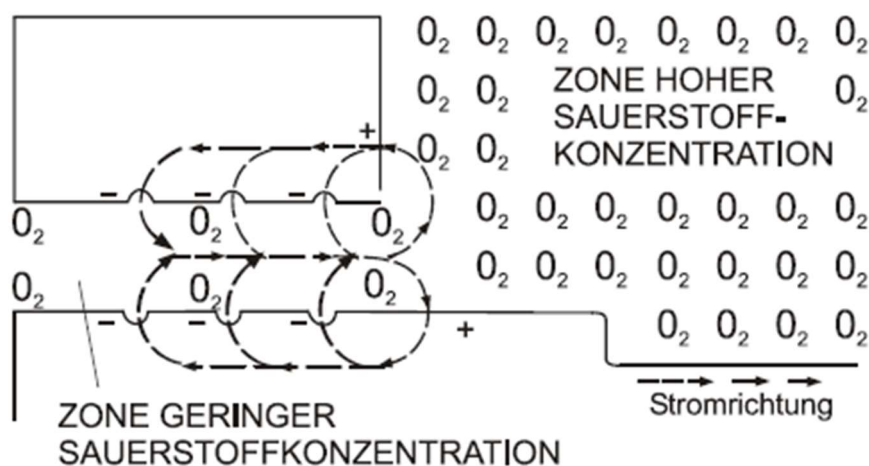 O₂ O₂ O₂ O₂ O₂ O₂ O₂ O₂
O₂ O₂ ZONE HOHER O₂
SAUERSTOFF-
+ O₂ O₂ KONZENTRATION
- - -
O₂ O₂ O₂ O₂ O₂ O₂ O₂ O₂ O₂ O₂
O₂ O₂ O₂ O₂ O₂ O₂ O₂
O₂ O₂ O₂
- - - + O₂ O₂ O₂ O₂
Stromrichtung
ZONE GERINGER
SAUERSTOFFKONZENTRATION